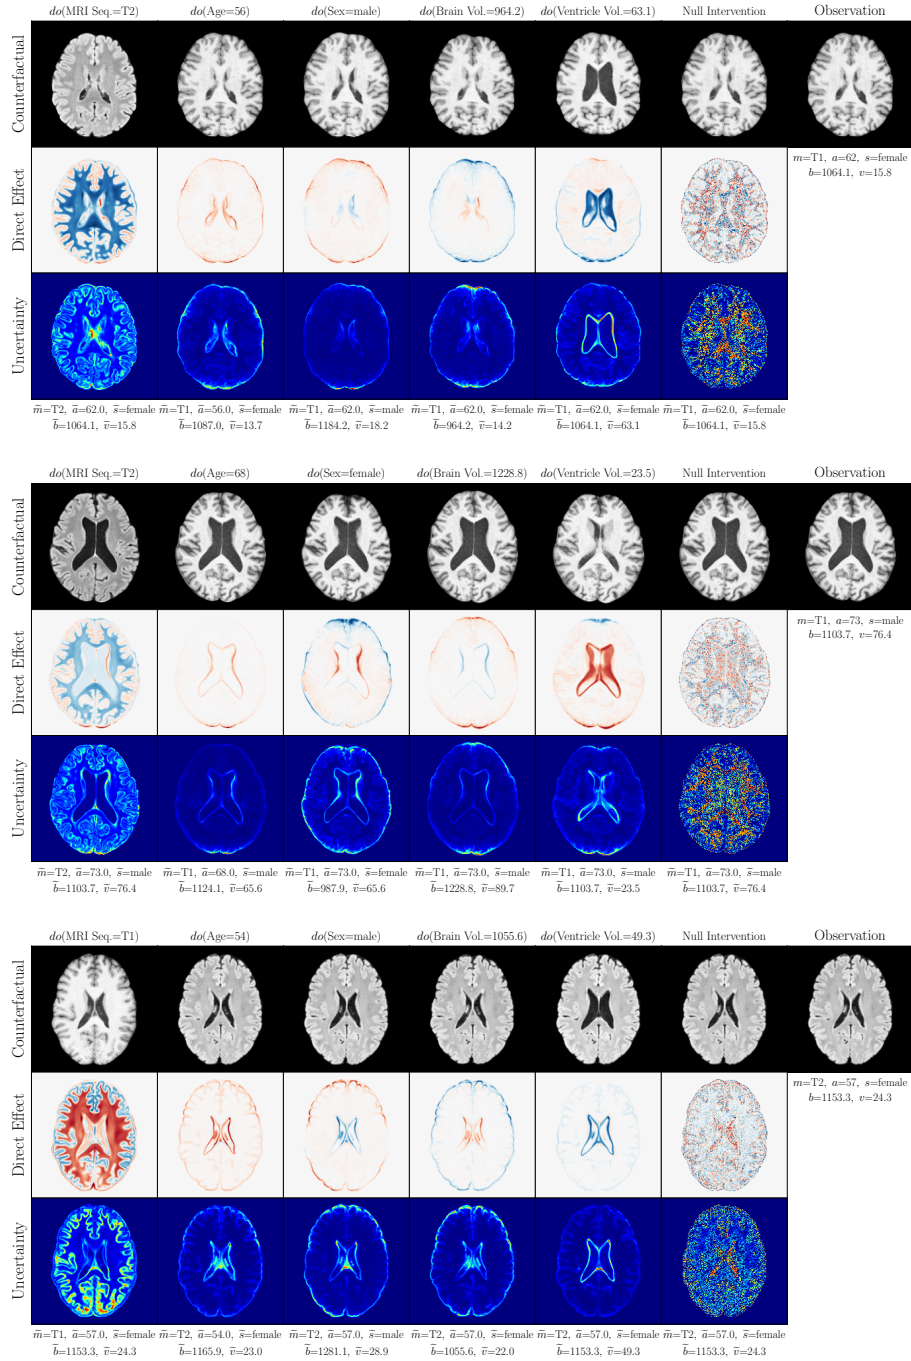 do(MRI Seq.=T2) do(Age=56) do(Sex=male) do(Brain Vol.=964.2) do(Ventricle Vol.=63.1) Null Intervention Observation
Counterfactual
m=T1, a=62, s=female
b=1064.1, v=15.8
Direct Effect
Uncertainty
m̃=T2, ã=62.0, s̃=female m̃=T1, ã=56.0, s̃=female m̃=T1, ã=62.0, s̃=male m̃=T1, ã=62.0, s̃=female m̃=T1, ã=62.0, s̃=female m̃=T1, ã=62.0, s̃=female
b̃=1064.1, ṽ=15.8 b̃=1087.0, ṽ=13.7 b̃=1184.2, ṽ=18.2 b̃=964.2, ṽ=14.2 b̃=1064.1, ṽ=63.1 b̃=1064.1, ṽ=15.8
do(MRI Seq.=T2) do(Age=68) do(Sex=female) do(Brain Vol.=1228.8) do(Ventricle Vol.=23.5) Null Intervention Observation
Counterfactual
m=T1, a=73, s=male
b=1103.7, v=76.4
Direct Effect
Uncertainty
m̃=T2, ã=73.0, s̃=male m̃=T1, ã=68.0, s̃=male m̃=T1, ã=73.0, s̃=female m̃=T1, ã=73.0, s̃=male m̃=T1, ã=73.0, s̃=male m̃=T1, ã=73.0, s̃=male
b̃=1103.7, ṽ=76.4 b̃=1124.1, ṽ=65.6 b̃=987.9, ṽ=65.6 b̃=1228.8, ṽ=89.7 b̃=1103.7, ṽ=23.5 b̃=1103.7, ṽ=76.4
do(MRI Seq.=T1) do(Age=54) do(Sex=male) do(Brain Vol.=1055.6) do(Ventricle Vol.=49.3) Null Intervention Observation
Counterfactual
m=T2, a=57, s=female
b=1153.3, v=24.3
Direct Effect
Uncertainty
m̃=T1, ã=57.0, s̃=female m̃=T2, ã=54.0, s̃=female m̃=T2, ã=57.0, s̃=male m̃=T2, ã=57.0, s̃=female m̃=T2, ã=57.0, s̃=female m̃=T2, ã=57.0, s̃=female
b̃=1153.3, ṽ=24.3 b̃=1165.9, ṽ=23.0 b̃=1281.1, ṽ=28.9 b̃=1055.6, ṽ=22.0 b̃=1153.3, ṽ=49.3 b̃=1153.3, ṽ=24.3